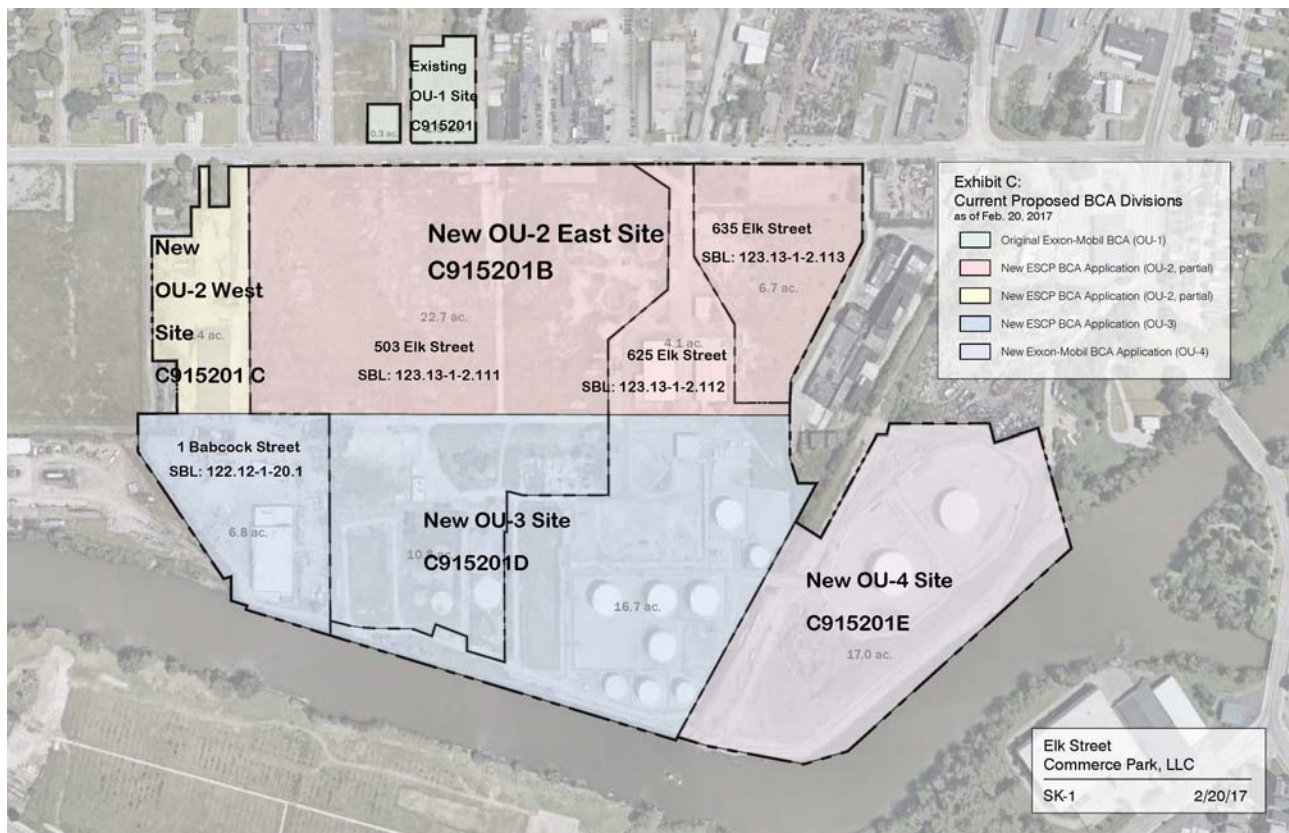 Existing
OU-1 Site
C915201
0.3 ac.
Exhibit C:
Current Proposed BCA Divisions
as of Feb. 20, 2017
Original Exxon-Mobil BCA (OU-1)
New ESCP BCA Application (OU-2, partial)
New ESCP BCA Application (OU-2, partial)
New ESCP BCA Application (OU-3)
New Exxon-Mobil BCA Application (OU-4)
New
OU-2 West
Site
4 ac.
C915201 C
New OU-2 East Site
C915201B
22.7 ac.
503 Elk Street
SBL: 123.13-1-2.111
635 Elk Street
SBL: 123.13-1-2.113
6.7 ac.
4.1 ac.
625 Elk Street
SBL: 123.13-1-2.112
1 Babcock Street
SBL: 122.12-1-20.1
6.8 ac.
New OU-3 Site
C915201D
16.7 ac.
New OU-4 Site
C915201E
17.0 ac.
Elk Street
Commerce Park, LLC
SK-1 2/20/17